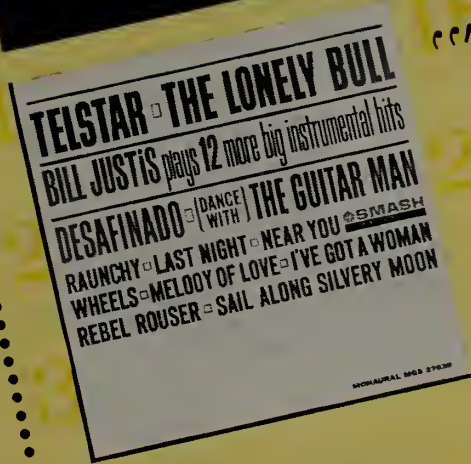 TELSTAR▫THE LONELY BULL
BILL JUSTIS plays 12 more big instrumental hits
DESAFINADO▫(DANCE WITH) THE GUITAR MAN
RAUNCHY▫LAST NIGHT▫NEAR YOU SMASH
WHEELS▫MELODY OF LOVE▫I'VE GOT A WOMAN
REBEL ROUSER▫SAIL ALONG SILVERY MOON
MONAURAL MGS